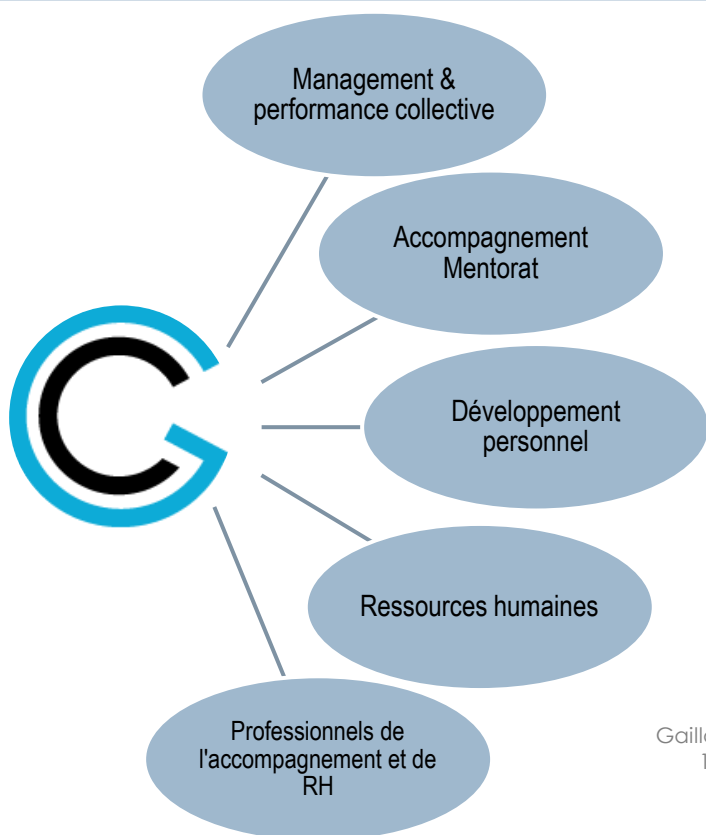 Management &
performance collective
Accompagnement
Mentorat
Développement
personnel
Ressources humaines
Professionnels de
l'accompagnement et de
RH